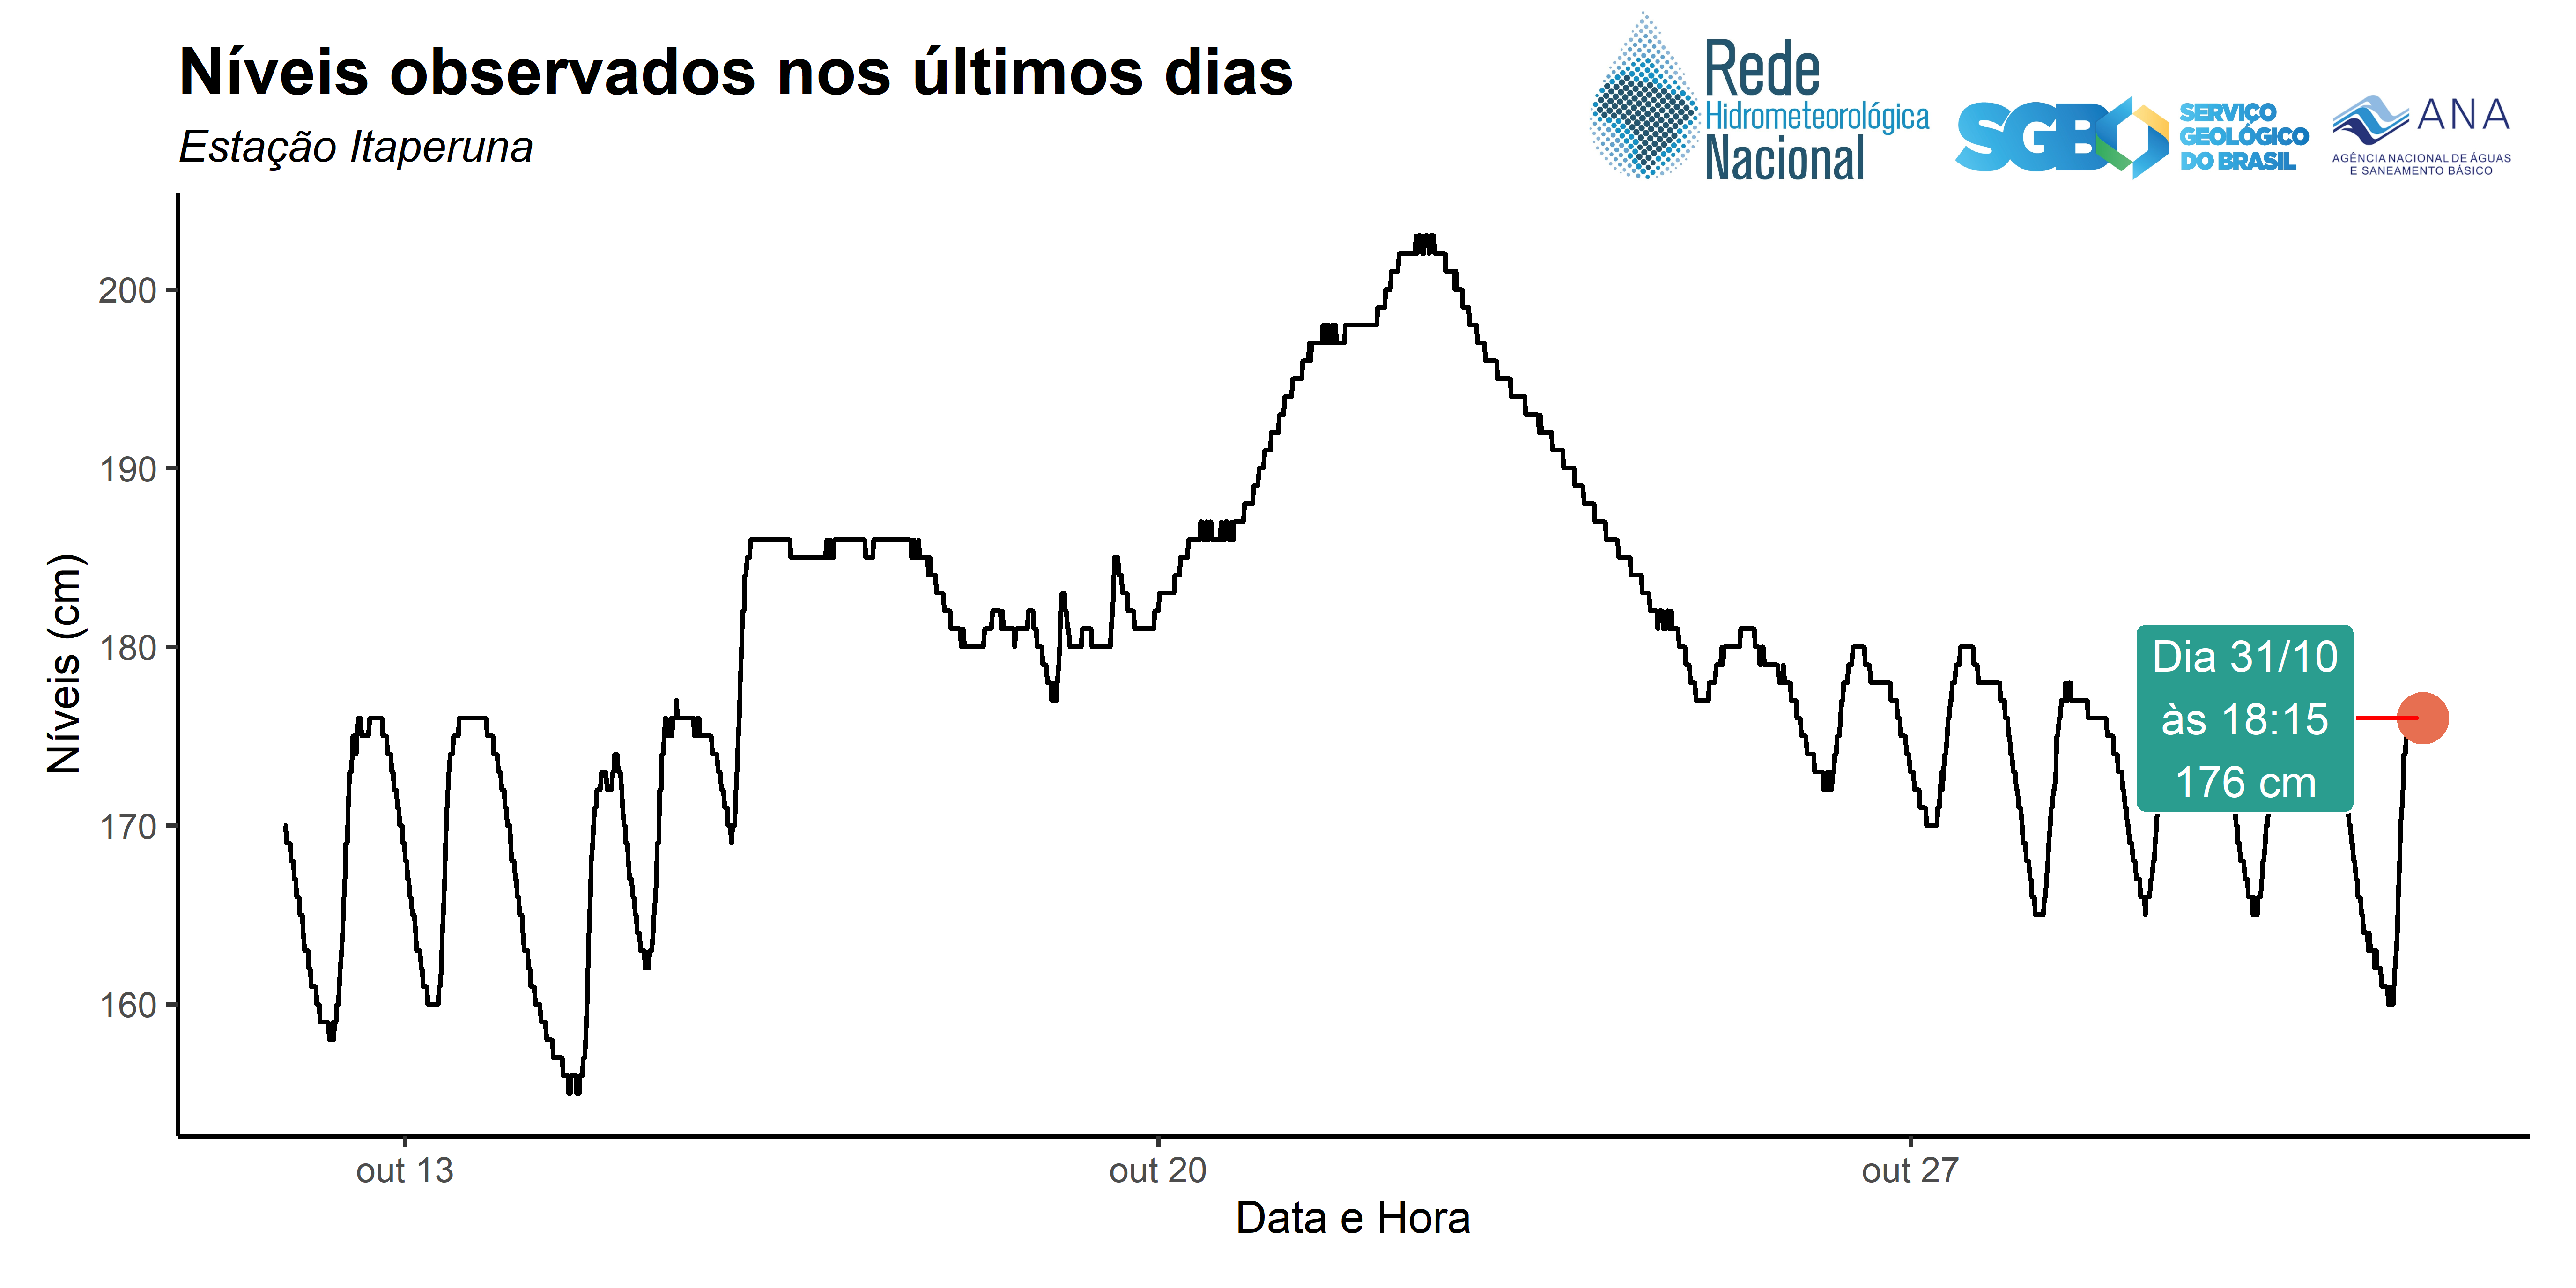 Níveis observados nos últimos dias
Estação Itaperuna
Rede
Hidrometeorológica
Nacional
SGB
SERVIÇO
GEOLÓGICO
DO BRASIL
ANA
AGÊNCIA NACIONAL DE ÁGUAS
E SANEAMENTO BÁSICO
Níveis (cm)
200
190
180
170
160
Dia 31/10
às 18:15
176 cm
out 13
out 20
out 27
Data e Hora